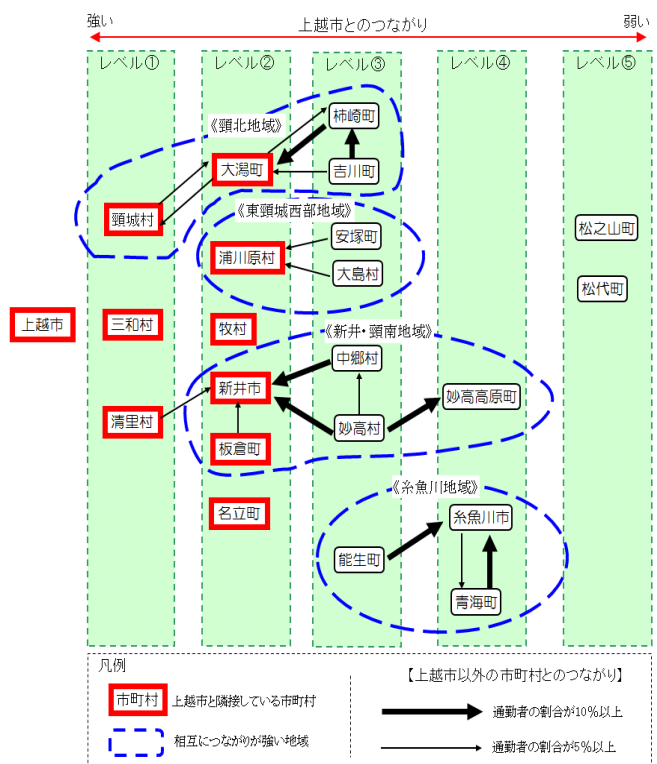 強い
上越市とのつながり
弱い
レベル①
レベル②
レベル③
レベル④
レベル⑤
《頸北地域》
柿崎町
大潟町
吉川町
頸城村
《東頸城西部地域》
安塚町
浦川原村
大島村
松之山町
松代町
上越市
三和村
牧村
《新井・頸南地域》
中郷村
新井市
妙高高原町
清里村
妙高村
板倉町
《糸魚川地域》
名立町
糸魚川市
能生町
青海町
凡例
市町村
上越市と隣接している市町村
相互につながりが強い地域
【上越市以外の市町村とのつながり】
通勤者の割合が10%以上
通勤者の割合が5%以上